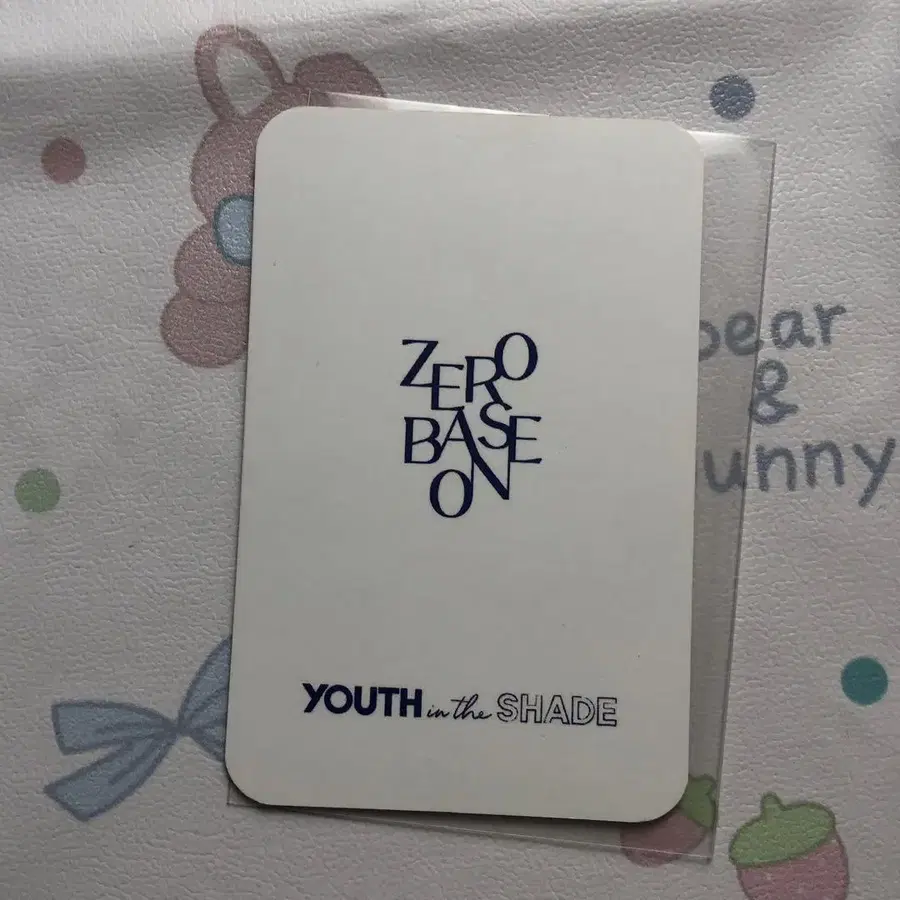 ZERO
BASE
ON
YOUTH in the SHADE
bear
&
unny